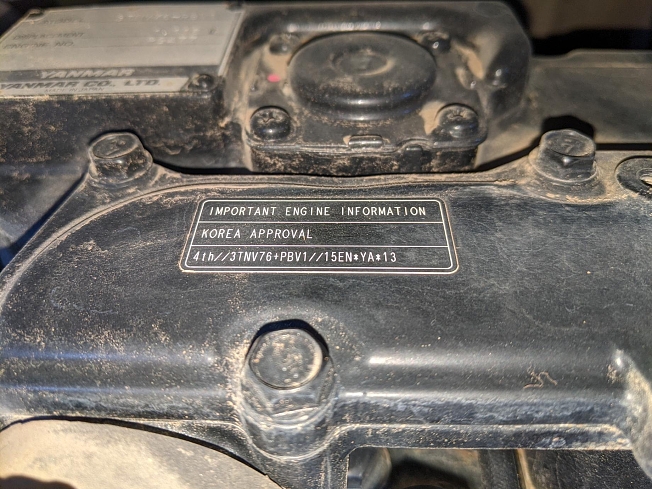 YANMAR
YANMAR CO., LTD.
IMPORTANT ENGINE INFORMATION
KOREA APPROVAL
4th//3TNV76+PBV1//15EN*YA*13